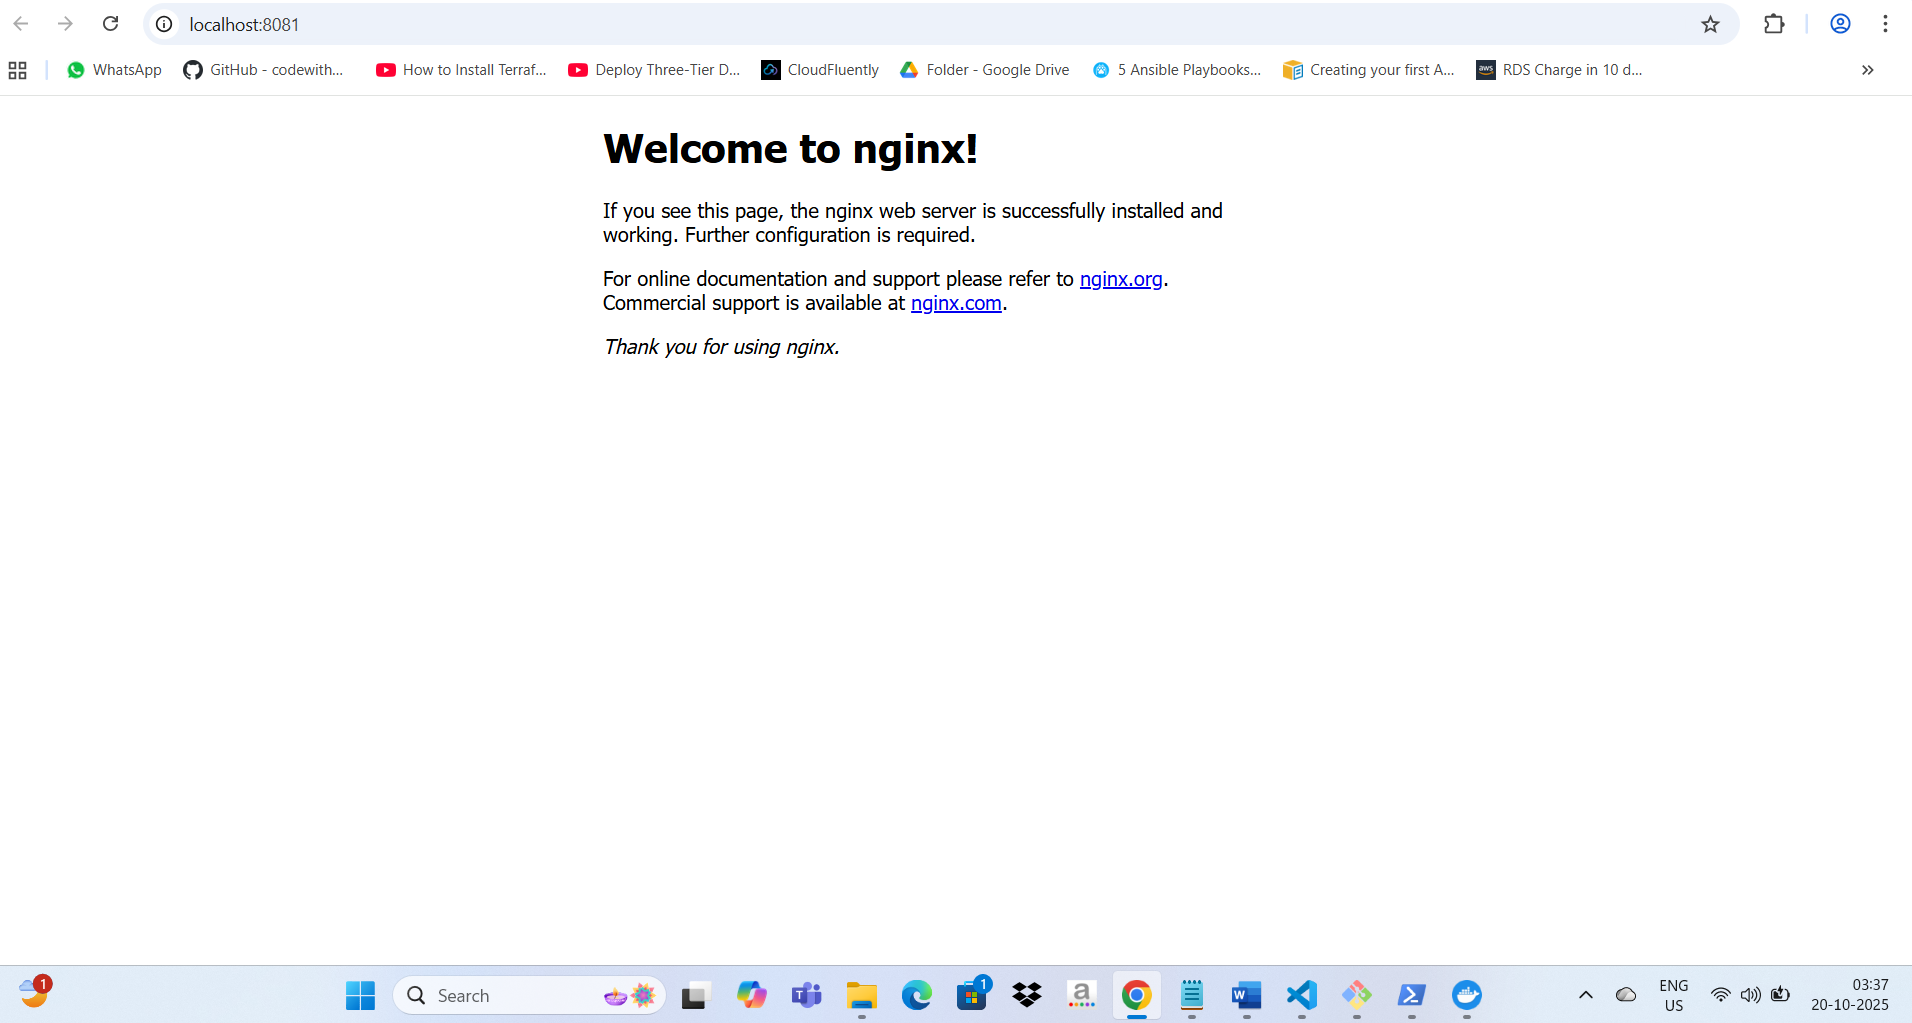 localhost:8081
WhatsApp
GitHub - codewith...
How to Install Terraf...
Deploy Three-Tier D...
CloudFluently
Folder - Google Drive
5 Ansible Playbooks...
Creating your first A...
aws
RDS Charge in 10 d...
Welcome to nginx!
If you see this page, the nginx web server is successfully installed and
working. Further configuration is required.
For online documentation and support please refer to nginx.org.
Commercial support is available at nginx.com.
Thank you for using nginx.
1
Search
T
1
a
W
ENG
US
03:37
20-10-2025